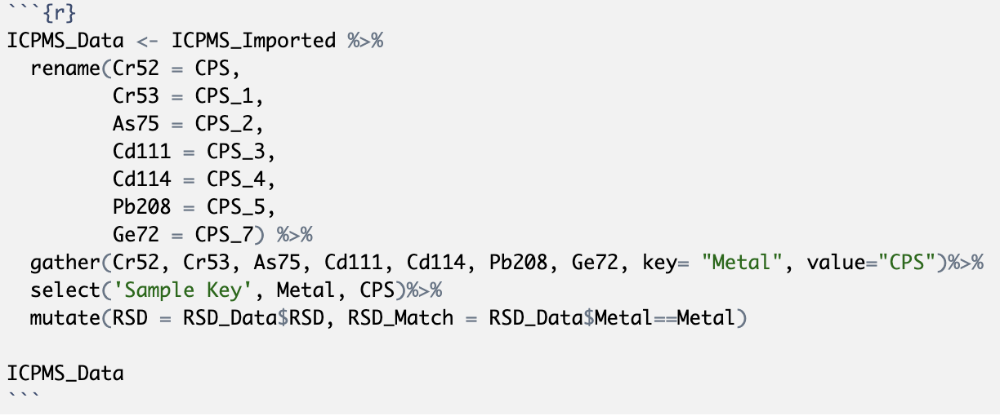 ```{r}
ICPMS_Data <- ICPMS_Imported %>%
  rename(Cr52 = CPS,
         Cr53 = CPS_1,
         As75 = CPS_2,
         Cd111 = CPS_3,
         Cd114 = CPS_4,
         Pb208 = CPS_5,
         Ge72 = CPS_7) %>%
  gather(Cr52, Cr53, As75, Cd111, Cd114, Pb208, Ge72, key= "Metal", value="CPS")%>%
  select('Sample Key', Metal, CPS)%>%
  mutate(RSD = RSD_Data$RSD, RSD_Match = RSD_Data$Metal==Metal)

ICPMS_Data
```